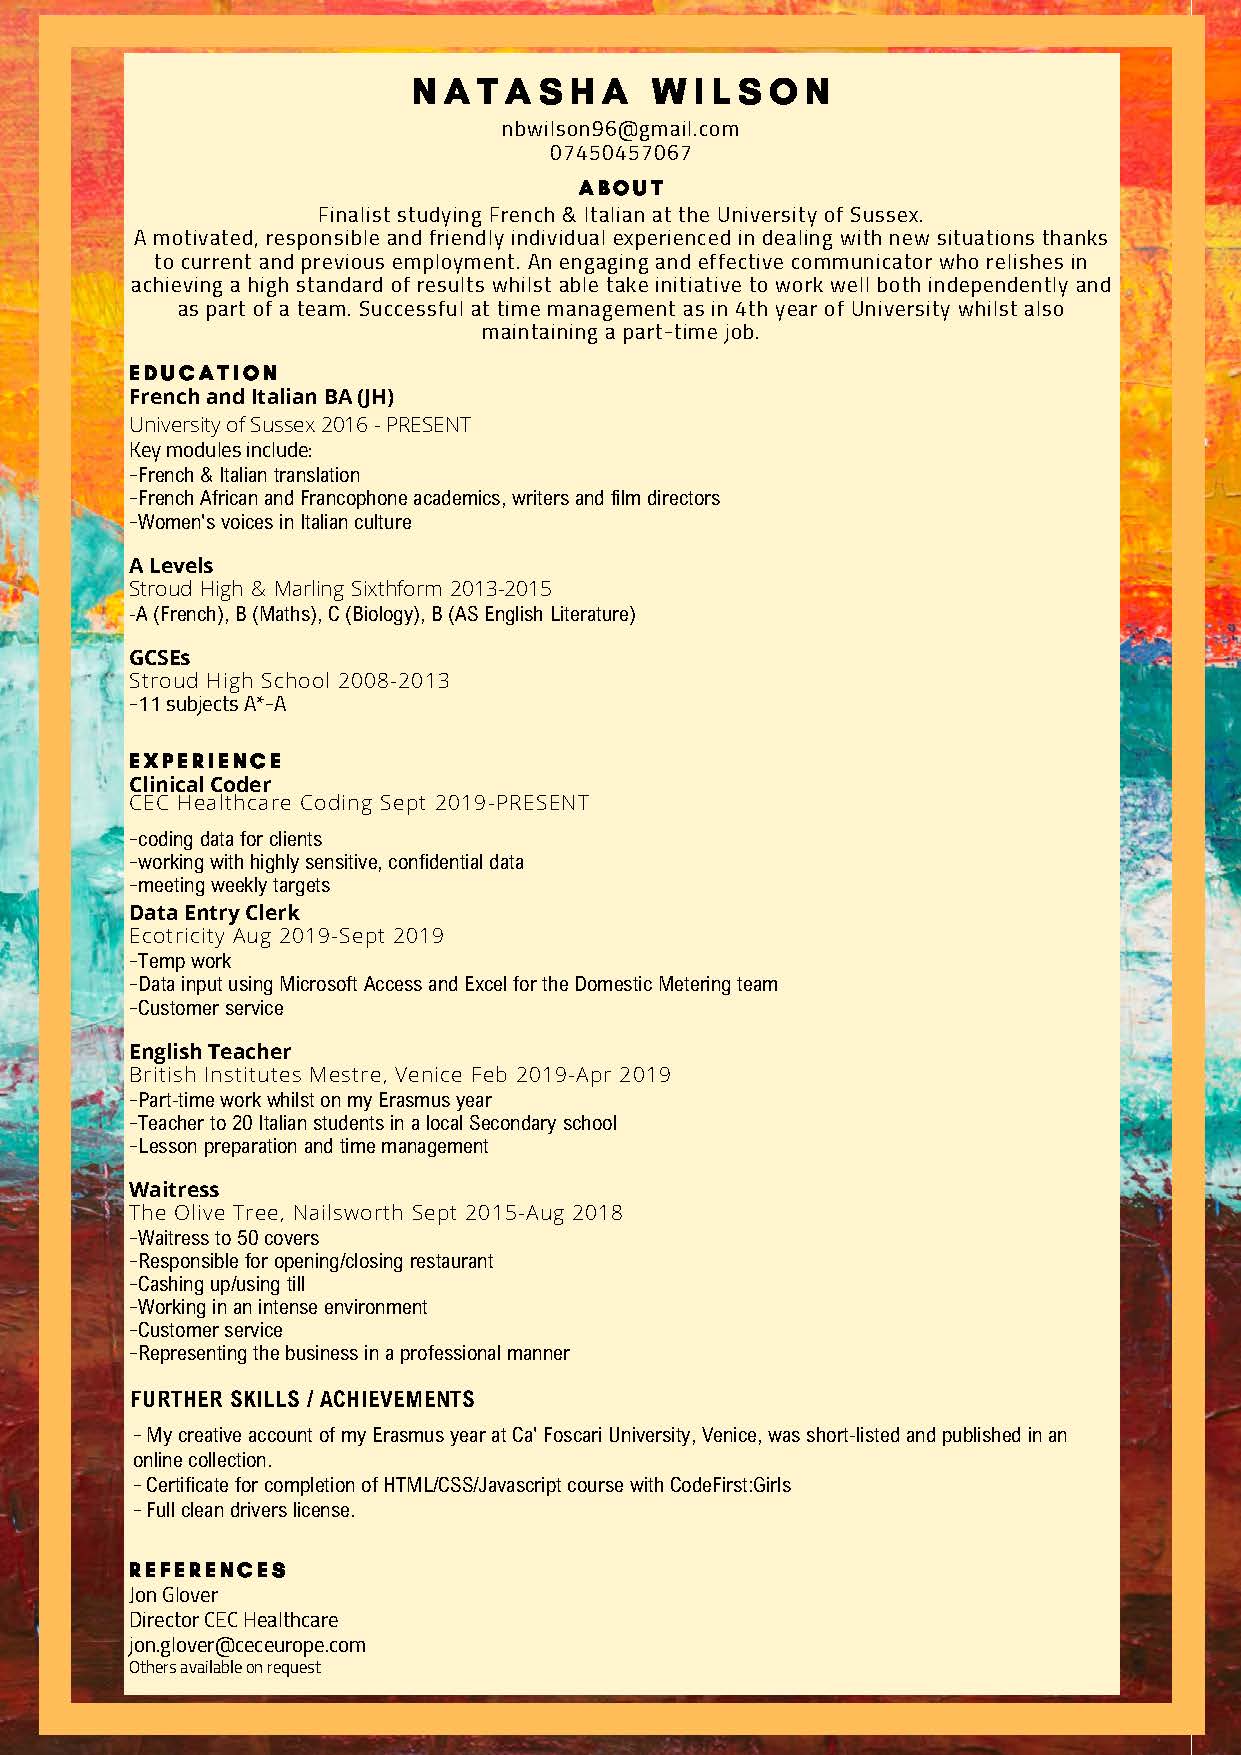 NATASHA WILSON
nbwilson96@gmail.com
07450457067
ABOUT
Finalist studying French & Italian at the University of Sussex.
A motivated, responsible and friendly individual experienced in dealing with new situations thanks
to current and previous employment. An engaging and effective communicator who relishes in
achieving a high standard of results whilst able take initiative to work well both independently and
as part of a team. Successful at time management as in 4th year of University whilst also
maintaining a part-time job.
EDUCATION
French and Italian BA (JH)
University of Sussex 2016 - PRESENT
Key modules include:
-French & Italian translation
-French African and Francophone academics, writers and film directors
-Women's voices in Italian culture
A Levels
Stroud High & Marling Sixthform 2013-2015
-A (French), B (Maths), C (Biology), B (AS English Literature)
GCSEs
Stroud High School 2008-2013
-11 subjects A*-A
EXPERIENCE
Clinical Coder
CEC Healthcare Coding Sept 2019-PRESENT
-coding data for clients
-working with highly sensitive, confidential data
-meeting weekly targets
Data Entry Clerk
Ecotricity Aug 2019-Sept 2019
-Temp work
-Data input using Microsoft Access and Excel for the Domestic Metering team
-Customer service
English Teacher
British Institutes Mestre, Venice Feb 2019-Apr 2019
-Part-time work whilst on my Erasmus year
-Teacher to 20 Italian students in a local Secondary school
-Lesson preparation and time management
Waitress
The Olive Tree, Nailsworth Sept 2015-Aug 2018
-Waitress to 50 covers
-Responsible for opening/closing restaurant
-Cashing up/using till
-Working in an intense environment
-Customer service
-Representing the business in a professional manner
FURTHER SKILLS / ACHIEVEMENTS
- My creative account of my Erasmus year at Ca' Foscari University, Venice, was short-listed and published in an
online collection.
- Certificate for completion of HTML/CSS/Javascript course with CodeFirst:Girls
- Full clean drivers license.
REFERENCES
Jon Glover
Director CEC Healthcare
jon.glover@ceceurope.com
Others available on request